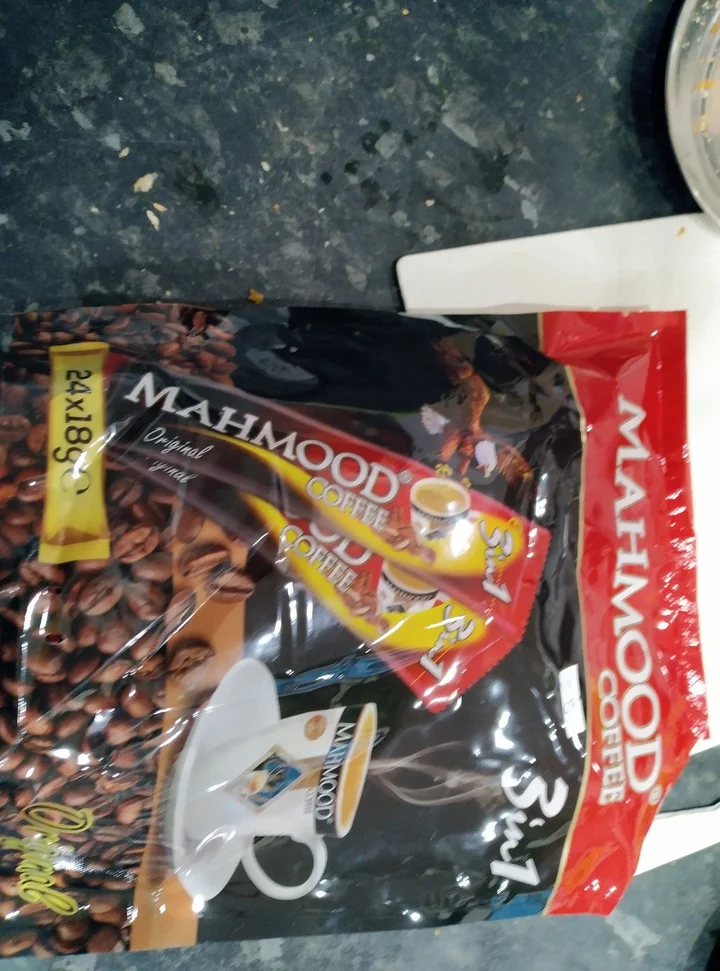 MAHMOOD®
COFFEE
3in1
MAHMOOD®
COFFEE
3in1
Original
COFFEE
3in1
MAHMOOD
24x18g
Original